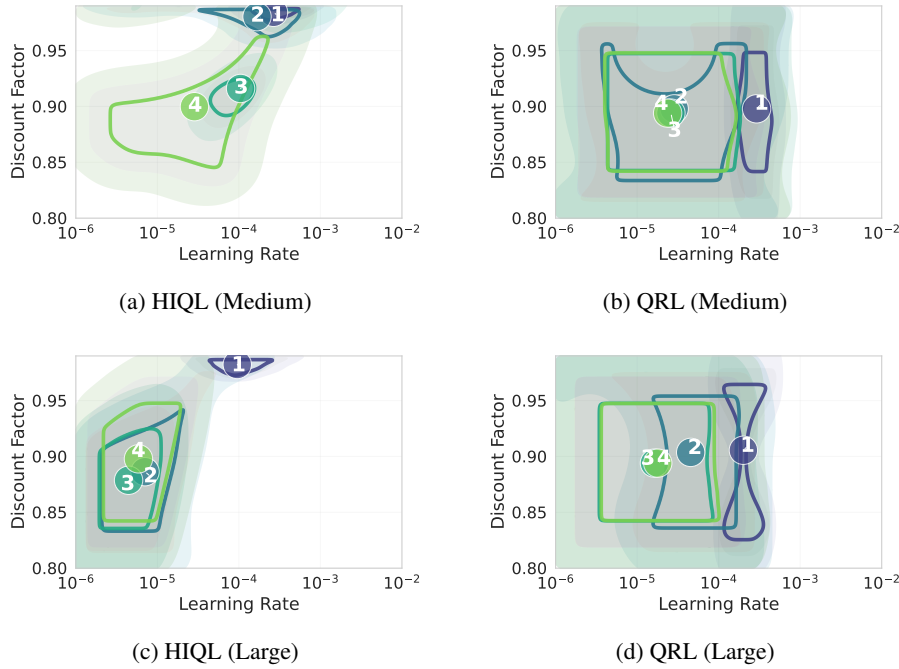 2 1
3
4
0.95
0.90
0.85
0.80
Discount Factor
10⁻⁶ 10⁻⁵ 10⁻⁴ 10⁻³ 10⁻²
Learning Rate
(a) HIQL (Medium)
4 2 1
3
0.95
0.90
0.85
0.80
Discount Factor
10⁻⁶ 10⁻⁵ 10⁻⁴ 10⁻³ 10⁻²
Learning Rate
(b) QRL (Medium)
1
4
3 2
0.95
0.90
0.85
0.80
Discount Factor
10⁻⁶ 10⁻⁵ 10⁻⁴ 10⁻³ 10⁻²
Learning Rate
(c) HIQL (Large)
3 4 2 1
0.95
0.90
0.85
0.80
Discount Factor
10⁻⁶ 10⁻⁵ 10⁻⁴ 10⁻³ 10⁻²
Learning Rate
(d) QRL (Large)